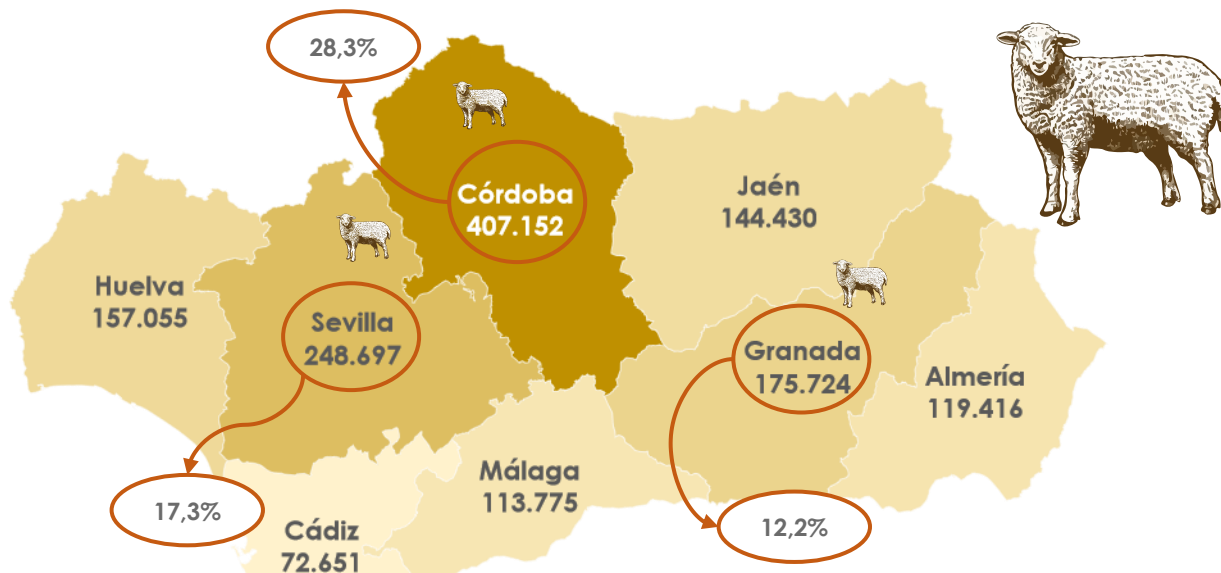 28,3%
Córdoba
407.152
Jaén
144.430
Huelva
157.055
Sevilla
248.697
Granada
175.724
Almería
119.416
Málaga
113.775
17,3%
12,2%
Cádiz
72.651